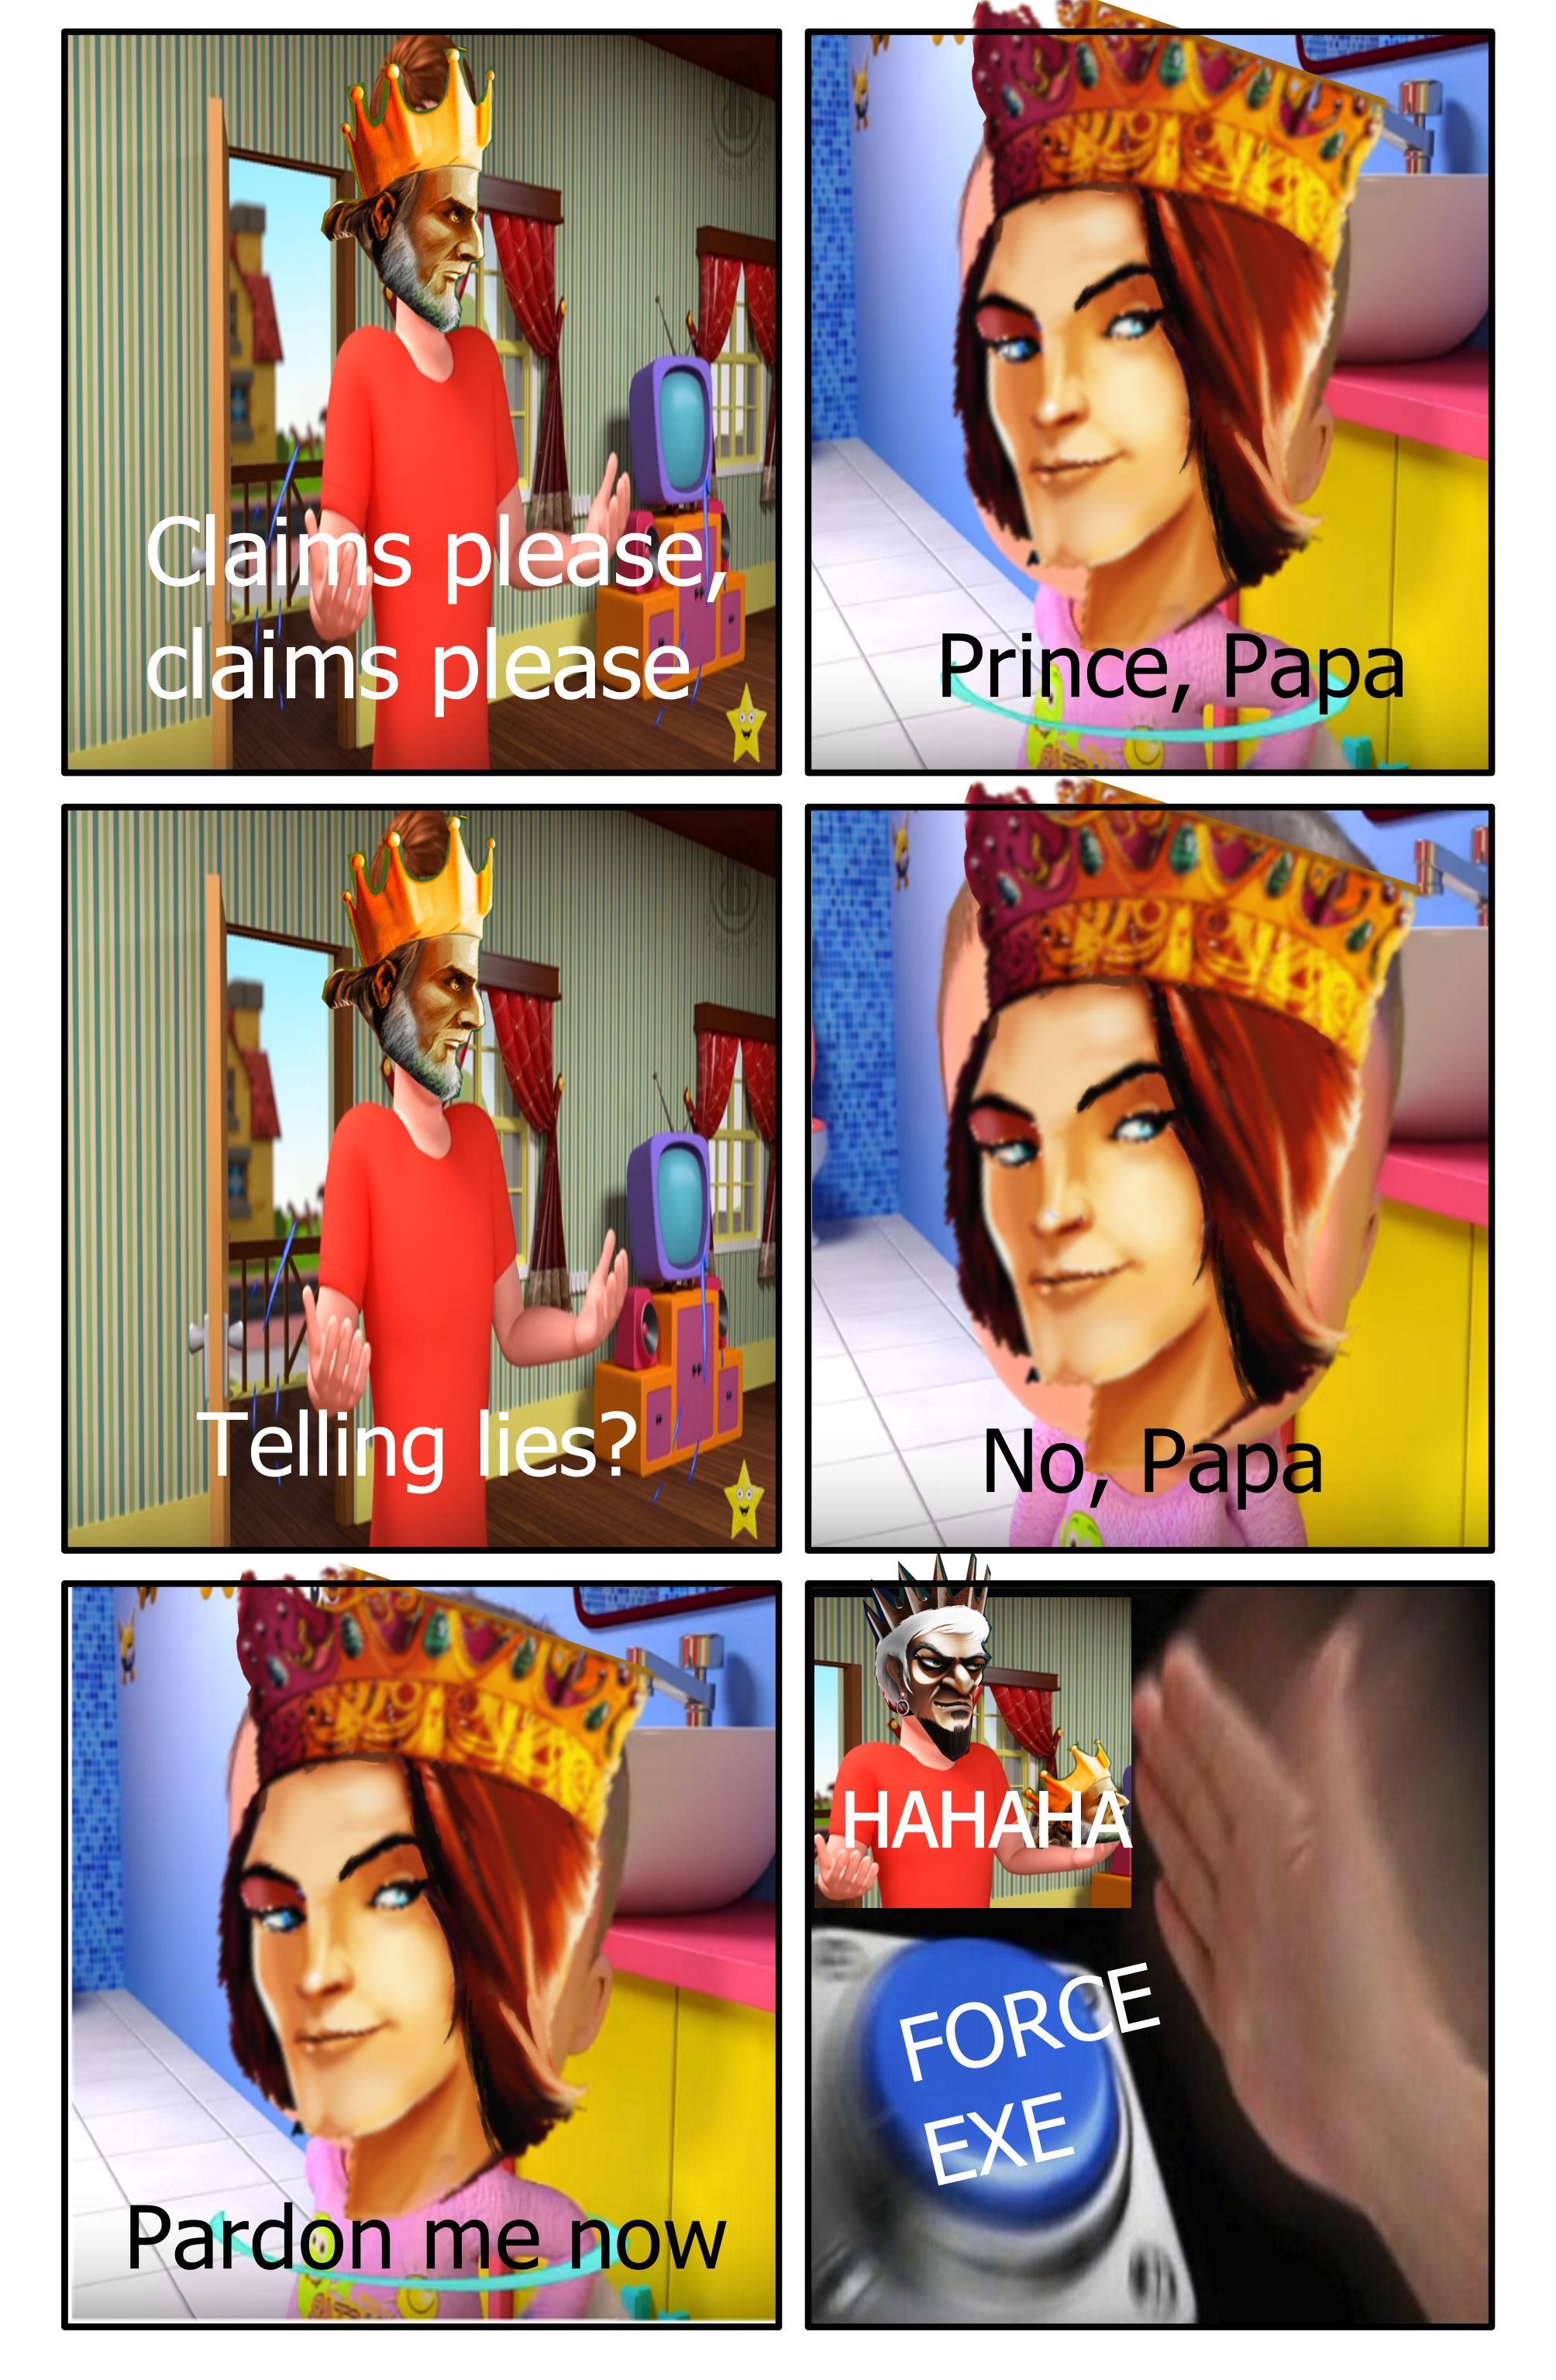 Claims please,
claims please
Prince, Papa
Telling lies?
No, Papa
Pardon me now
HAHAHA
FORCE
EXE